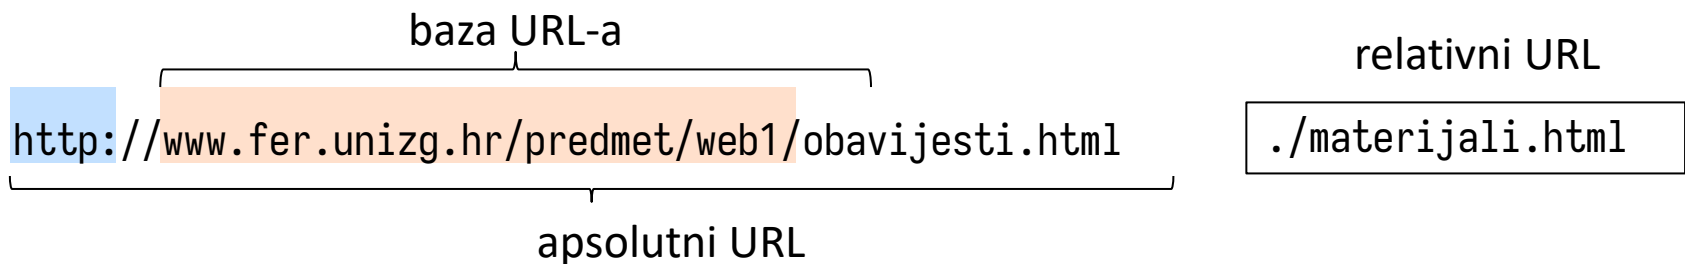 baza URL-a
relativni URL
http://www.fer.unizg.hr/predmet/web1/obavijesti.html
./materijali.html
apsolutni URL